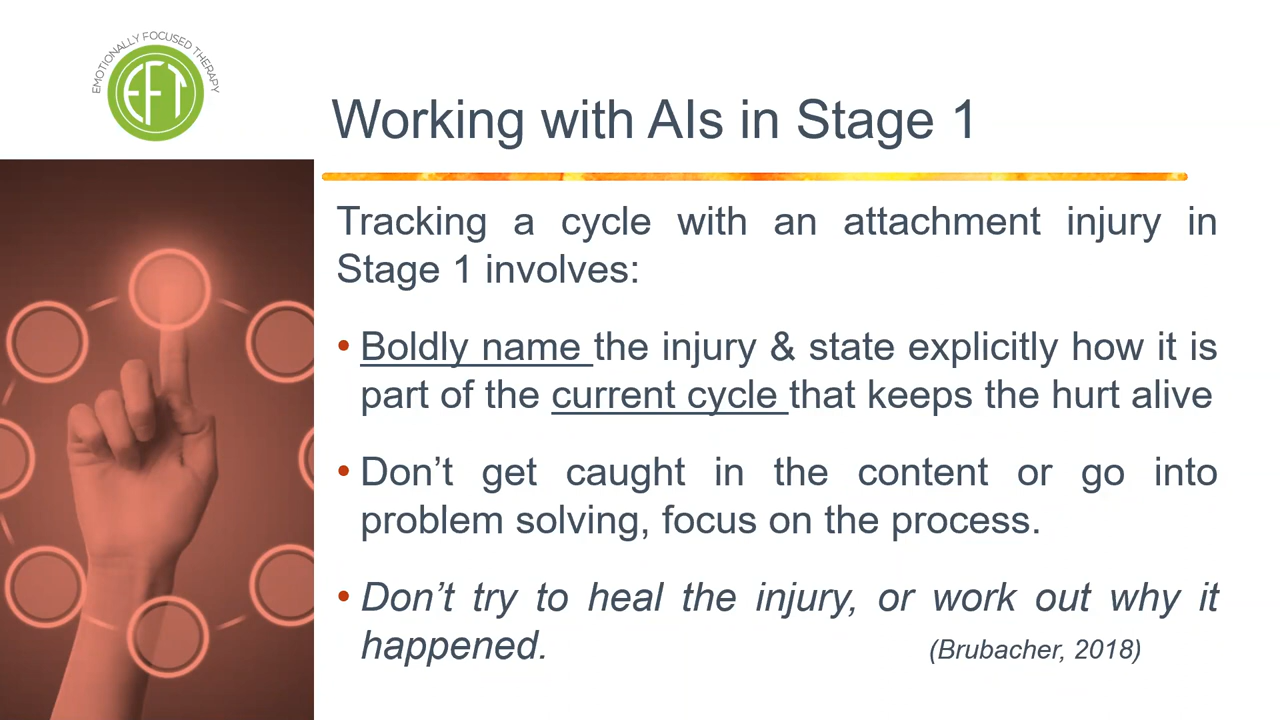 EMOTIONALLY FOCUSED THERAPY
EFT
Working with AIs in Stage 1
Tracking a cycle with an attachment injury in
Stage 1 involves:
• Boldly name the injury & state explicitly how it is
part of the current cycle that keeps the hurt alive
• Don’t get caught in the content or go into
problem solving, focus on the process.
• Don’t try to heal the injury, or work out why it
happened. (Brubacher, 2018)